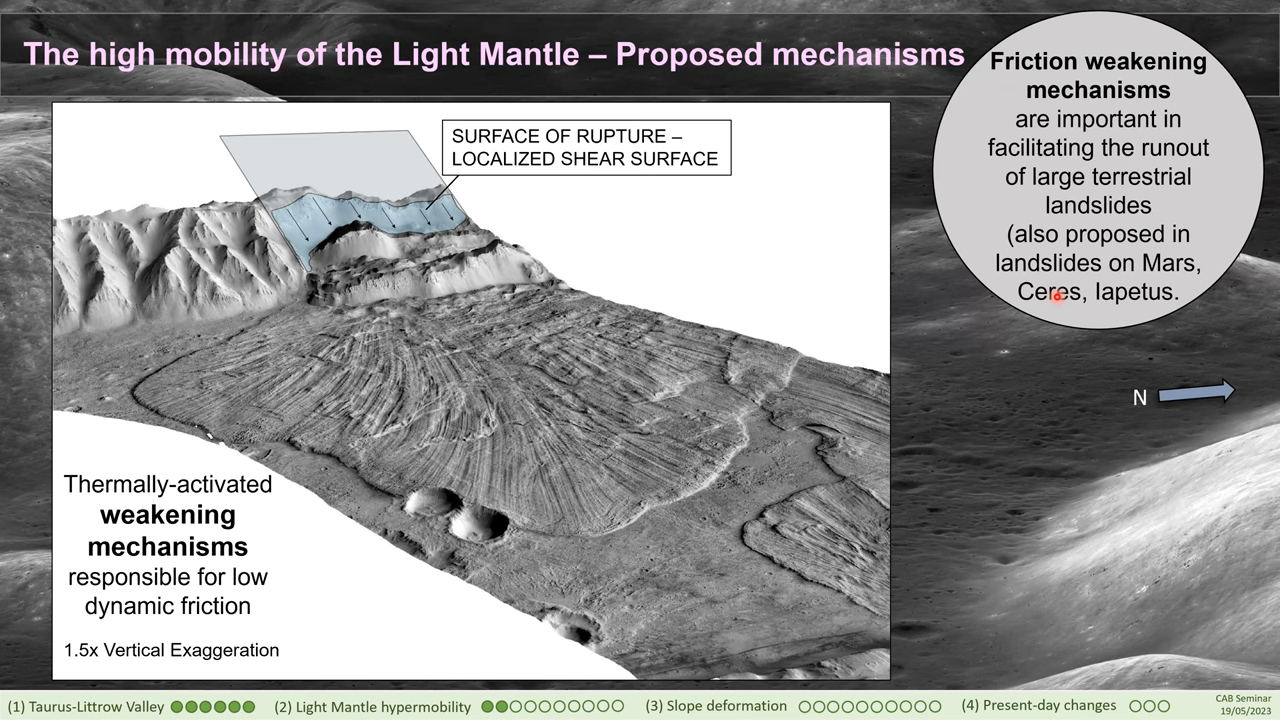 The high mobility of the Light Mantle – Proposed mechanisms
Friction weakening
mechanisms
are important in
facilitating the runout
of large terrestrial
landslides
(also proposed in
landslides on Mars,
Ceres, Iapetus.
SURFACE OF RUPTURE –
LOCALIZED SHEAR SURFACE
N
Thermally-activated
weakening
mechanisms
responsible for low
dynamic friction
1.5x Vertical Exaggeration
(1) Taurus-Littrow Valley
(2) Light Mantle hypermobility
(3) Slope deformation
(4) Present-day changes
CAB Seminar
19/05/2023